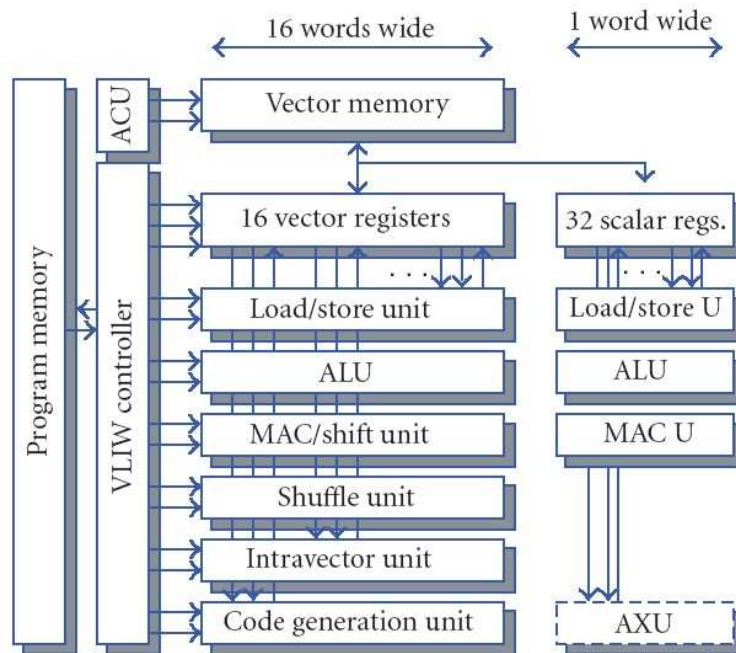 16 words wide
1 word wide
Program memory
ACU
VLIW controller
Vector memory
16 vector registers
32 scalar regs.
. . .
. . .
Load/store unit
Load/store U
ALU
ALU
MAC/shift unit
MAC U
Shuffle unit
Intravector unit
Code generation unit
AXU